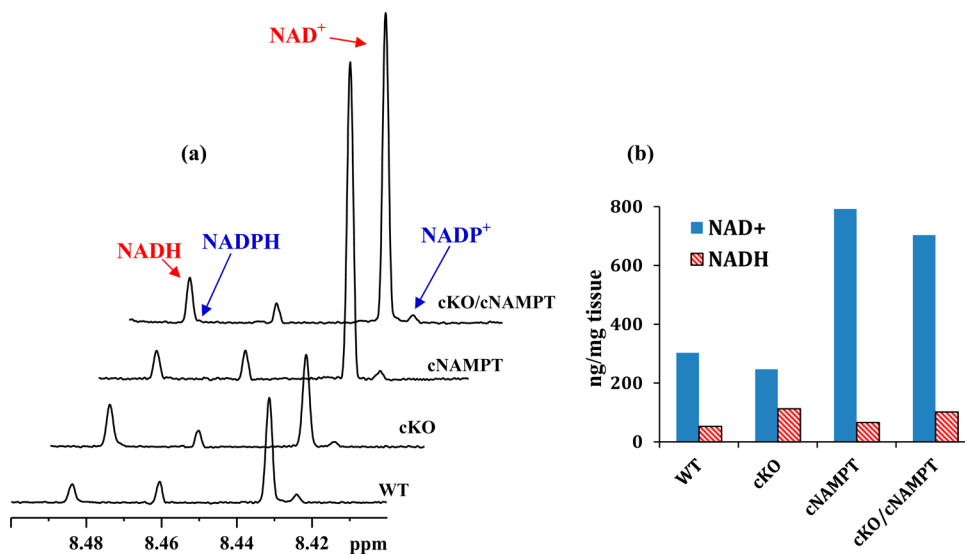 (a)
NAD⁺
NADH
NADPH
NADP⁺
cKO/cNAMPT
cNAMPT
cKO
WT
8.48 8.46 8.44 8.42 ppm
(b)
800
600
400
200
0
ng/mg tissue
NAD+
NADH
WT
cKO
cNAMPT
cKO/cNAMPT